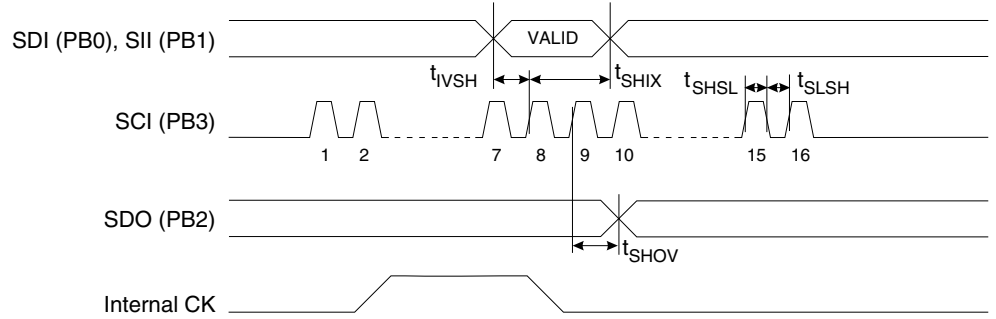 SDI (PB0), SII (PB1)
VALID
tIVSH
tSHIX
tSHSL
tSLSH
SCI (PB3)
1 2 7 8 9 10 15 16
SDO (PB2)
tSHOV
Internal CK